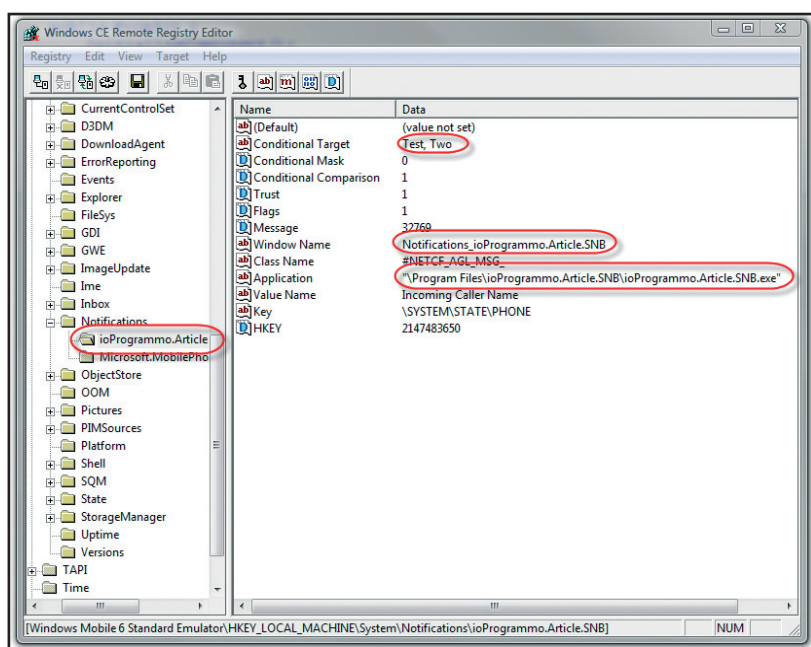 Windows CE Remote Registry Editor
Registry Edit View Target Help
CurrentControlSet
D3DM
DownloadAgent
ErrorReporting
Events
Explorer
FileSys
GDI
GWE
ImageUpdate
Ime
Inbox
Notifications
ioProgrammo.Article
Microsoft.MobilePho
ObjectStore
OOM
Pictures
PIMSources
Platform
Shell
SQM
State
StorageManager
Uptime
Versions
TAPI
Time
Name Data
(Default) (value not set)
Conditional Target Test, Two
Conditional Mask 0
Conditional Comparison 1
Trust 1
Flags 1
Message 32769
Window Name Notifications_ioProgrammo.Article.SNB
Class Name #NETCF_AGL_MSG_
Application "\Program Files\ioProgrammo.Article.SNB\ioProgrammo.Article.SNB.exe"
Value Name Incoming Caller Name
Key \SYSTEM\STATE\PHONE
HKEY 2147483650
[Windows Mobile 6 Standard Emulator\HKEY_LOCAL_MACHINE\System\Notifications\ioProgrammo.Article.SNB] NUM